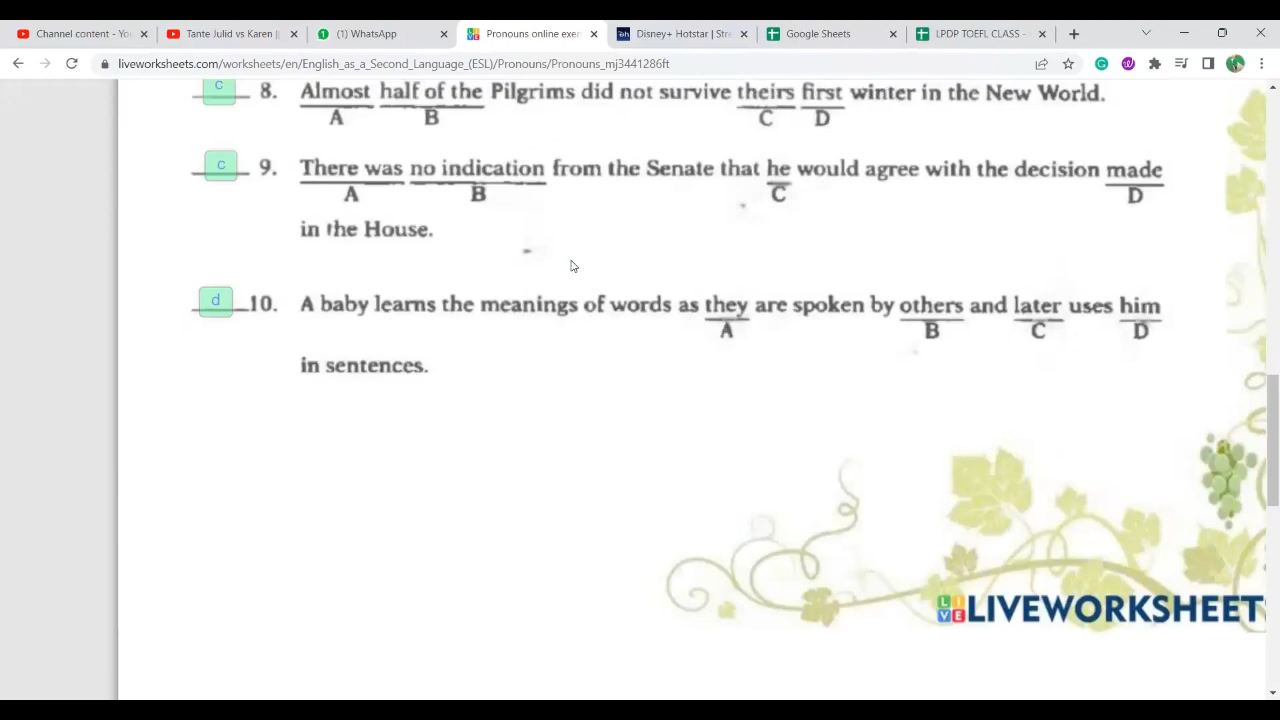 Channel content - Yo
Tante Julid vs Karen ||
(1) WhatsApp
Pronouns online exer
Disney+ Hotstar | Stre
Google Sheets
LPDP TOEFL CLASS -
liveworksheets.com/worksheets/en/English_as_a_Second_Language_(ESL)/Pronouns/Pronouns_mj3441286ft
c 8. Almost half of the Pilgrims did not survive theirs first winter in the New World.
A B C D
c 9. There was no indication from the Senate that he would agree with the decision made
A B C D
in the House.
d 10. A baby learns the meanings of words as they are spoken by others and later uses him
A B C D
in sentences.
LIVE LIVEWORKSHEET